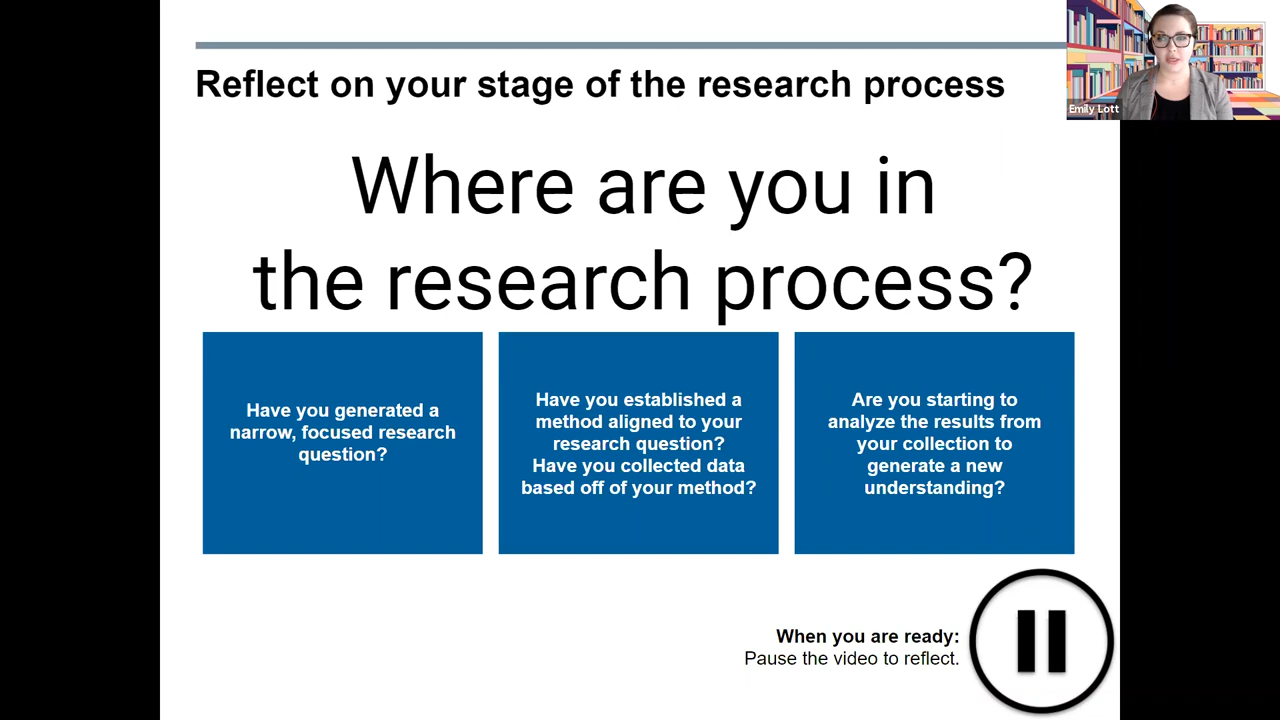 Reflect on your stage of the research process
Emily Lott
Where are you in
the research process?
Have you generated a
narrow, focused research
question?
Have you established a
method aligned to your
research question?
Have you collected data
based off of your method?
Are you starting to
analyze the results from
your collection to
generate a new
understanding?
When you are ready:
Pause the video to reflect.